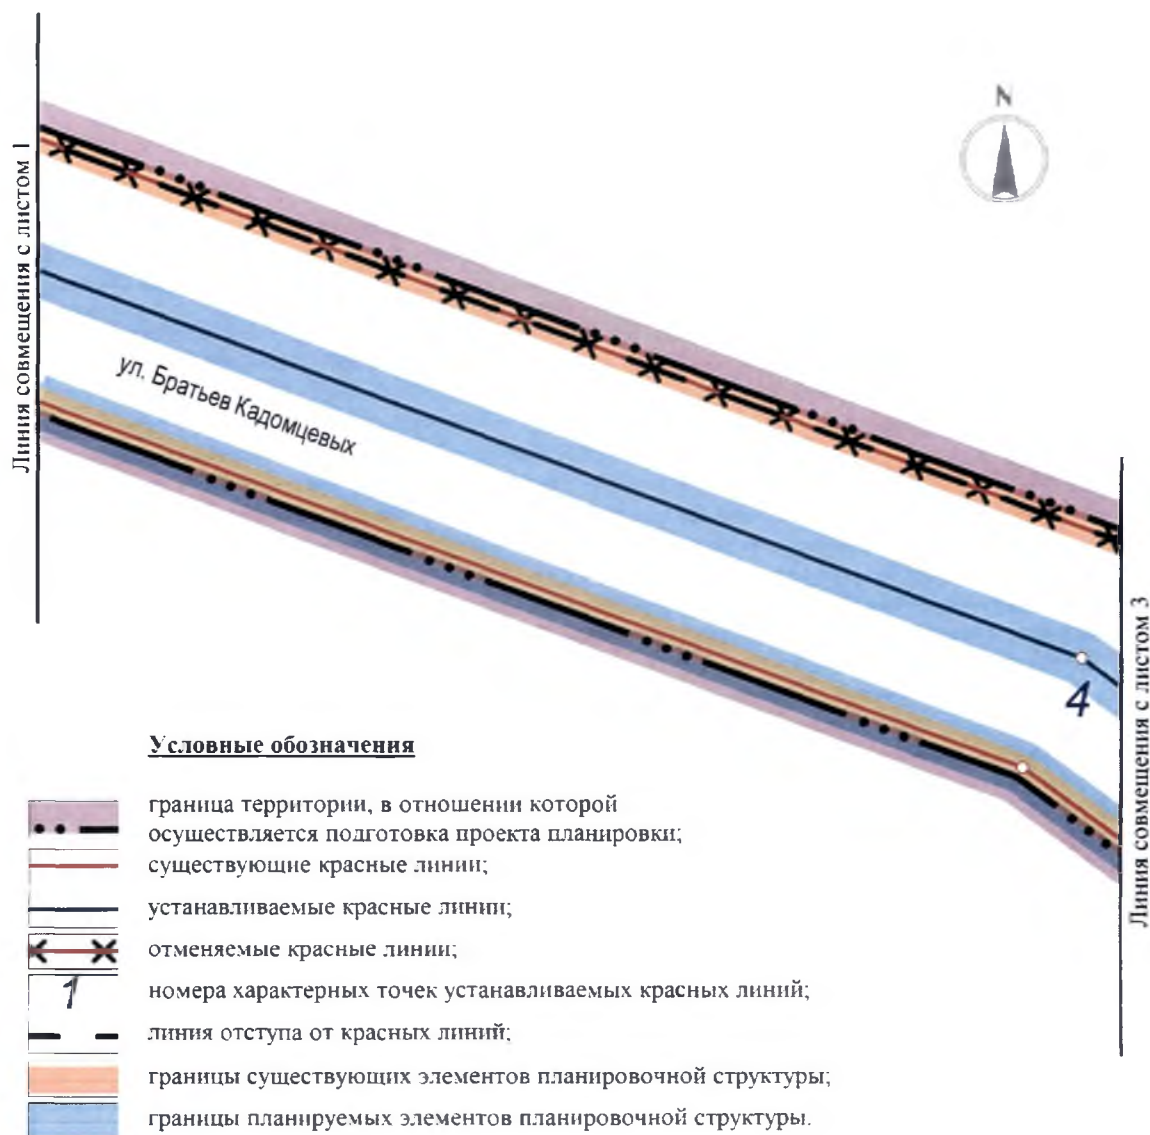 N
Линия совмещения с листом 1
ул. Братьев Кадомцевых
4
Линия совмещения с листом 3
Условные обозначения
граница территории, в отношении которой
осуществляется подготовка проекта планировки;
существующие красные линии;
устанавливаемые красные линии;
отменяемые красные линии;
1
номера характерных точек устанавливаемых красных линий;
линия отступа от красных линий;
границы существующих элементов планировочной структуры;
границы планируемых элементов планировочной структуры.